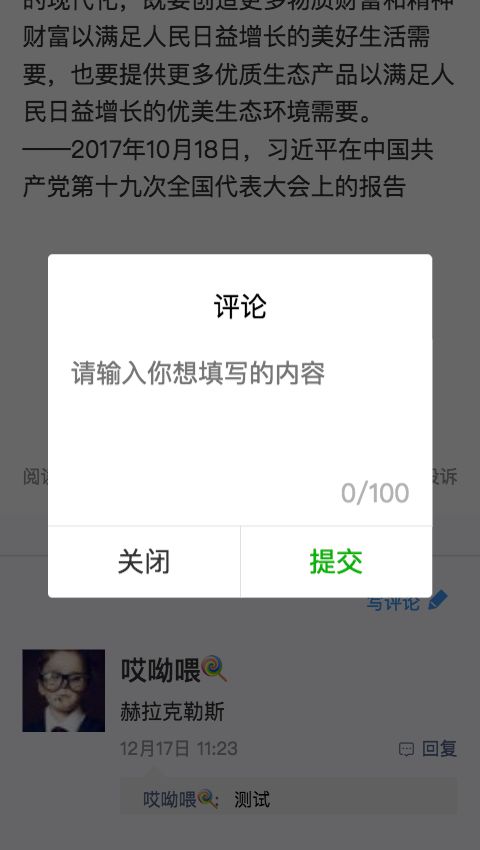 的现代化，既要创造更多物质财富和精神
财富以满足人民日益增长的美好生活需
要，也要提供更多优质生态产品以满足人
民日益增长的优美生态环境需要。
——2017年10月18日，习近平在中国共
产党第十九次全国代表大会上的报告
评论
请输入你想填写的内容
0/100
阅读
投诉
关闭 提交
写评论
哎呦喂🍭
赫拉克勒斯
12月17日 11:23 回复
哎呦喂🍭: 测试